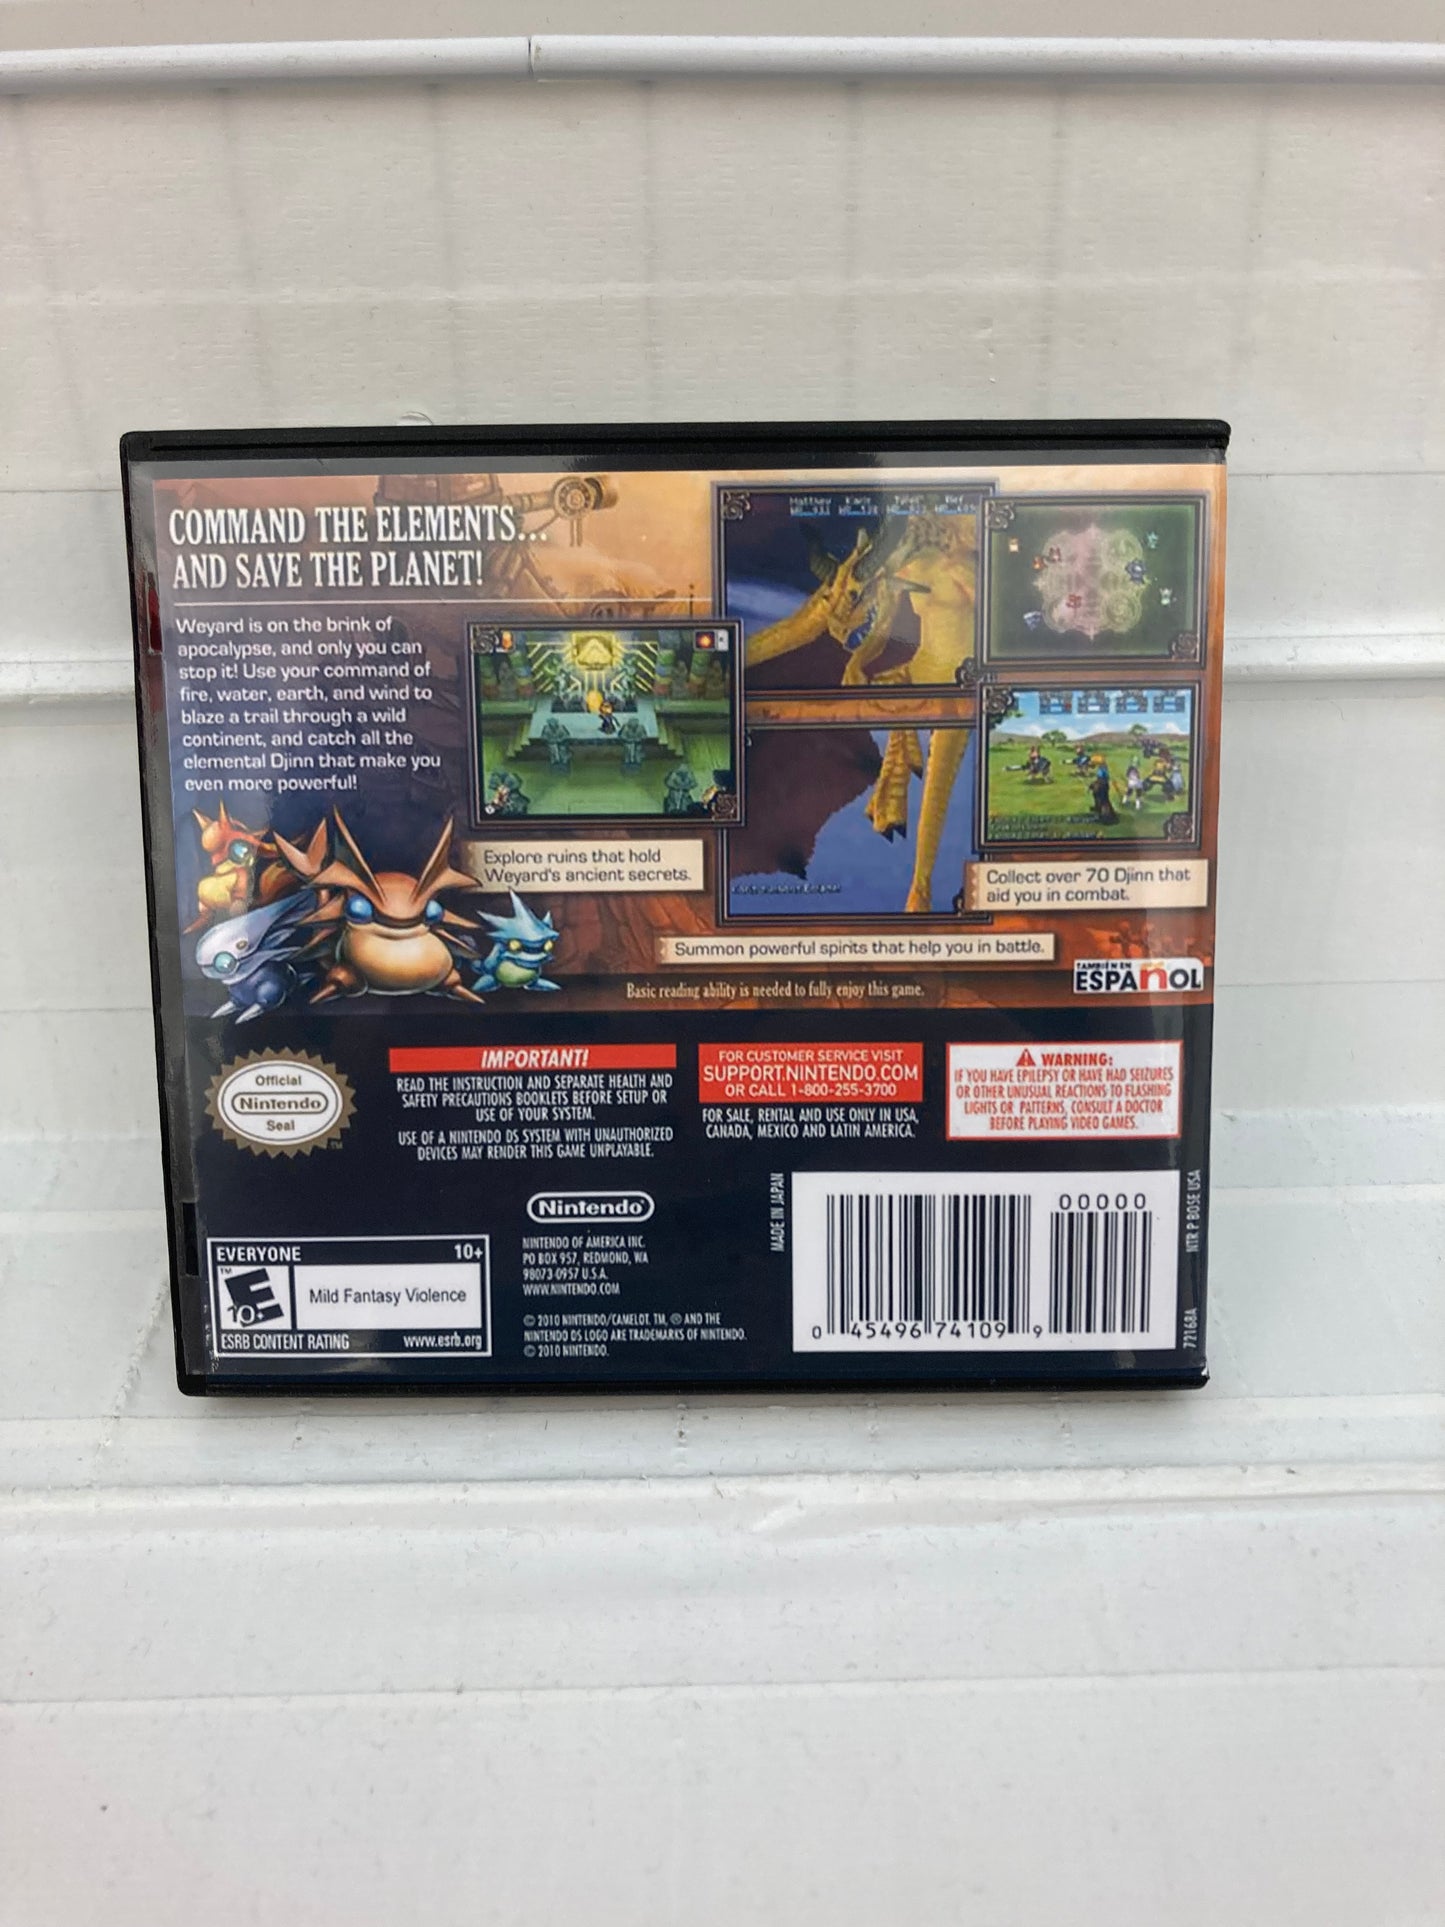 COMMAND THE ELEMENTS...
AND SAVE THE PLANET!
Weyard is on the brink of
apocalypse, and only you can
stop it! Use your command of
fire, water, earth, and wind to
blaze a trail through a wild
continent, and catch all the
elemental Djinn that make you
even more powerful!
Matthew Karis Tyrell Rief
Explore ruins that hold
Weyard's ancient secrets.
Collect over 70 Djinn that
aid you in combat.
Summon powerful spirits that help you in battle.
Basic reading ability is needed to fully enjoy this game.
TAMBIÉN EN
ESPAÑOL
Official
Nintendo
Seal
TM
IMPORTANT!
READ THE INSTRUCTION AND SEPARATE HEALTH AND
SAFETY PRECAUTIONS BOOKLETS BEFORE SETUP OR
USE OF YOUR SYSTEM.
USE OF A NINTENDO DS SYSTEM WITH UNAUTHORIZED
DEVICES MAY RENDER THIS GAME UNPLAYABLE.
FOR CUSTOMER SERVICE VISIT
SUPPORT.NINTENDO.COM
OR CALL 1-800-255-3700
FOR SALE, RENTAL AND USE ONLY IN USA,
CANADA, MEXICO AND LATIN AMERICA.
WARNING:
IF YOU HAVE EPILEPSY OR HAVE HAD SEIZURES
OR OTHER UNUSUAL REACTIONS TO FLASHING
LIGHTS OR PATTERNS, CONSULT A DOCTOR
BEFORE PLAYING VIDEO GAMES.
EVERYONE 10+
TM
E
10+
Mild Fantasy Violence
ESRB CONTENT RATING www.esrb.org
Nintendo®
NINTENDO OF AMERICA INC.
PO BOX 957, REDMOND, WA
98073-0957 U.S.A.
WWW.NINTENDO.COM
© 2010 NINTENDO/CAMELOT. TM, ® AND THE
NINTENDO DS LOGO ARE TRADEMARKS OF NINTENDO.
© 2010 NINTENDO.
MADE IN JAPAN
00000
0 45496 74109 9
NTR P BOSE USA
72168A